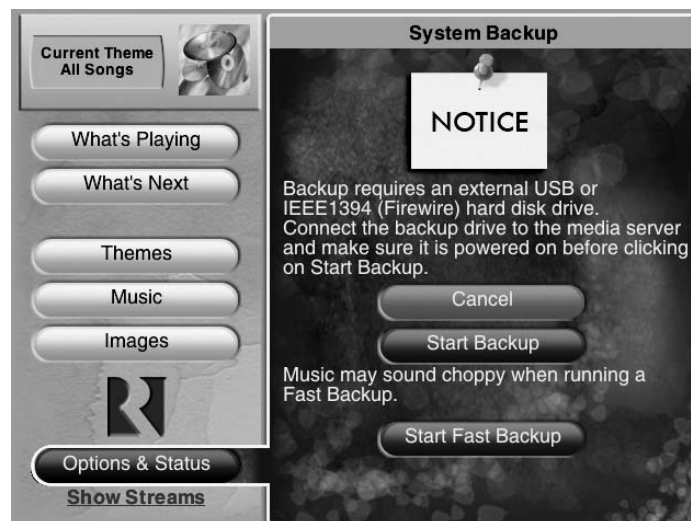 Current Theme
All Songs
What's Playing
What's Next
Themes
Music
Images
R
Options & Status
Show Streams
System Backup
NOTICE
Backup requires an external USB or
IEEE1394 (Firewire) hard disk drive.
Connect the backup drive to the media server
and make sure it is powered on before clicking
on Start Backup.
Cancel
Start Backup
Music may sound choppy when running a
Fast Backup.
Start Fast Backup